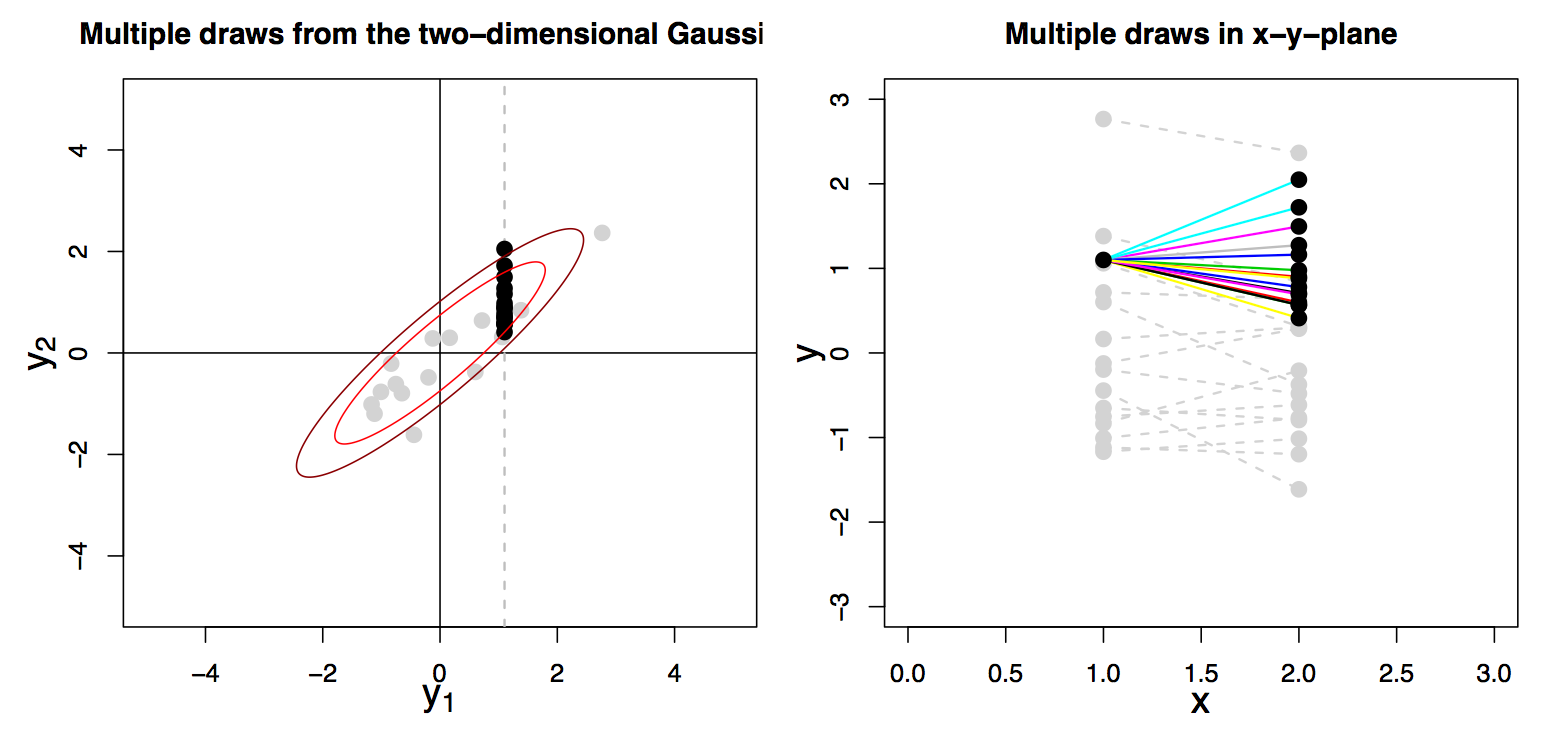 Multiple draws from the two−dimensional Gaussi
4
2
0
−2
−4
y2
−4 −2 0 2 4
y1
Multiple draws in x−y−plane
3
2
1
0
−1
−2
−3
y
0.0 0.5 1.0 1.5 2.0 2.5 3.0
x